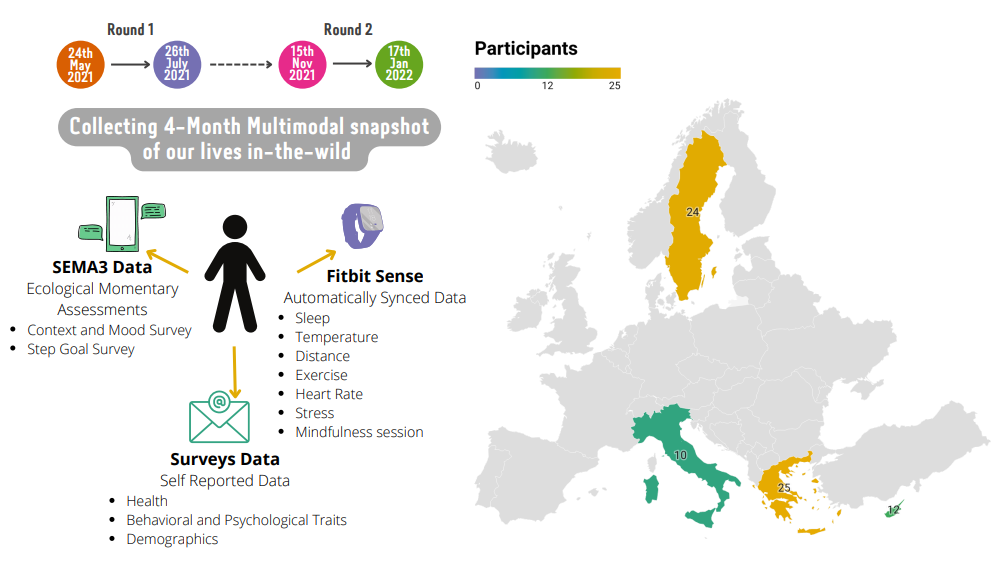 Round 1
Round 2
24th
May
2021
26th
July
2021
15th
Nov
2021
17th
Jan
2022
Collecting 4-Month Multimodal snapshot
of our lives in-the-wild
SEMA3 Data
Ecological Momentary
Assessments
• Context and Mood Survey
• Step Goal Survey
Fitbit Sense
Automatically Synced Data
• Sleep
• Temperature
• Distance
• Exercise
• Heart Rate
• Stress
• Mindfulness session
@
Surveys Data
Self Reported Data
• Health
• Behavioral and Psychological Traits
• Demographics
Participants
0 12 25
24
10
25
12